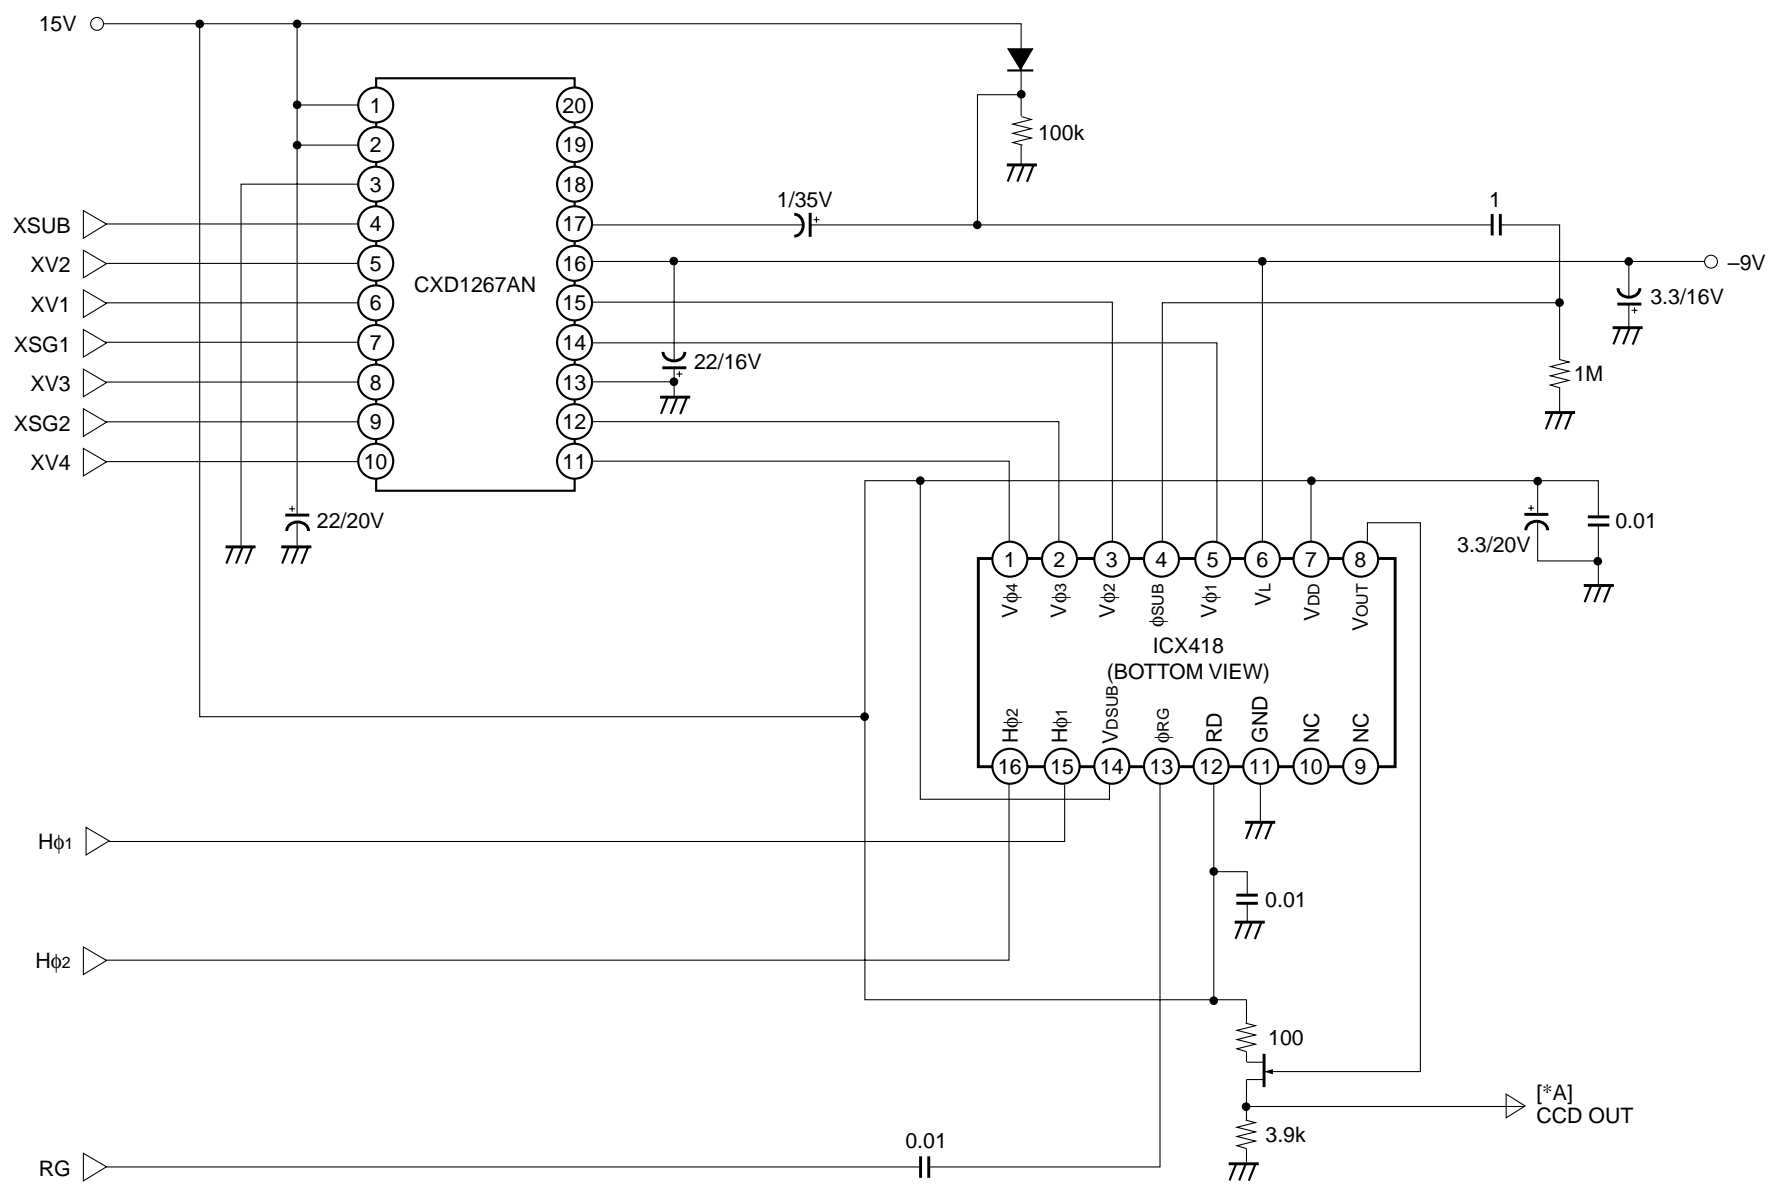 15V
1
20
2
19
100k
3
18
1/35V
1
XSUB
4
17
XV2
5
16
–9V
CXD1267AN
XV1
6
15
3.3/16V
XSG1
7
14
22/16V
XV3
8
13
1M
XSG2
9
12
XV4
10
11
22/20V
0.01
3.3/20V
1
2
3
4
5
6
7
8
Vϕ4
Vϕ3
Vϕ2
ϕSUB
Vϕ1
VL
VDD
VOUT
ICX418
(BOTTOM VIEW)
Hϕ2
Hϕ1
VDSUB
ϕRG
RD
GND
NC
NC
16
15
14
13
12
11
10
9
Hϕ1
0.01
Hϕ2
100
[*A]
CCD OUT
3.9k
0.01
RG